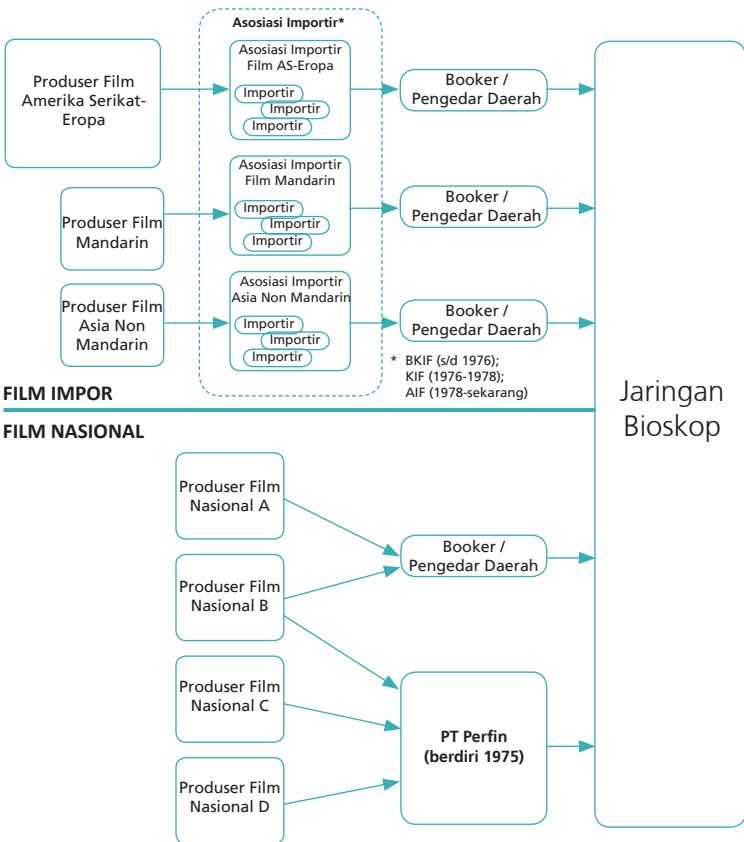 Asosiasi Importir*
Produser Film
Amerika Serikat-
Eropa
Asosiasi Importir
Film AS-Eropa
Importir
Importir
Importir
Booker /
Pengedar Daerah
Produser Film
Mandarin
Asosiasi Importir
Film Mandarin
Importir
Importir
Importir
Booker /
Pengedar Daerah
Produser Film
Asia Non
Mandarin
Asosiasi Importir
Asia Non Mandarin
Importir
Importir
Importir
Booker /
Pengedar Daerah
* BKIF (s/d 1976);
KIF (1976-1978);
AIF (1978-sekarang)
FILM IMPOR
FILM NASIONAL
Produser Film
Nasional A
Produser Film
Nasional B
Produser Film
Nasional C
Produser Film
Nasional D
Booker /
Pengedar Daerah
PT Perfin
(berdiri 1975)
Jaringan
Bioskop